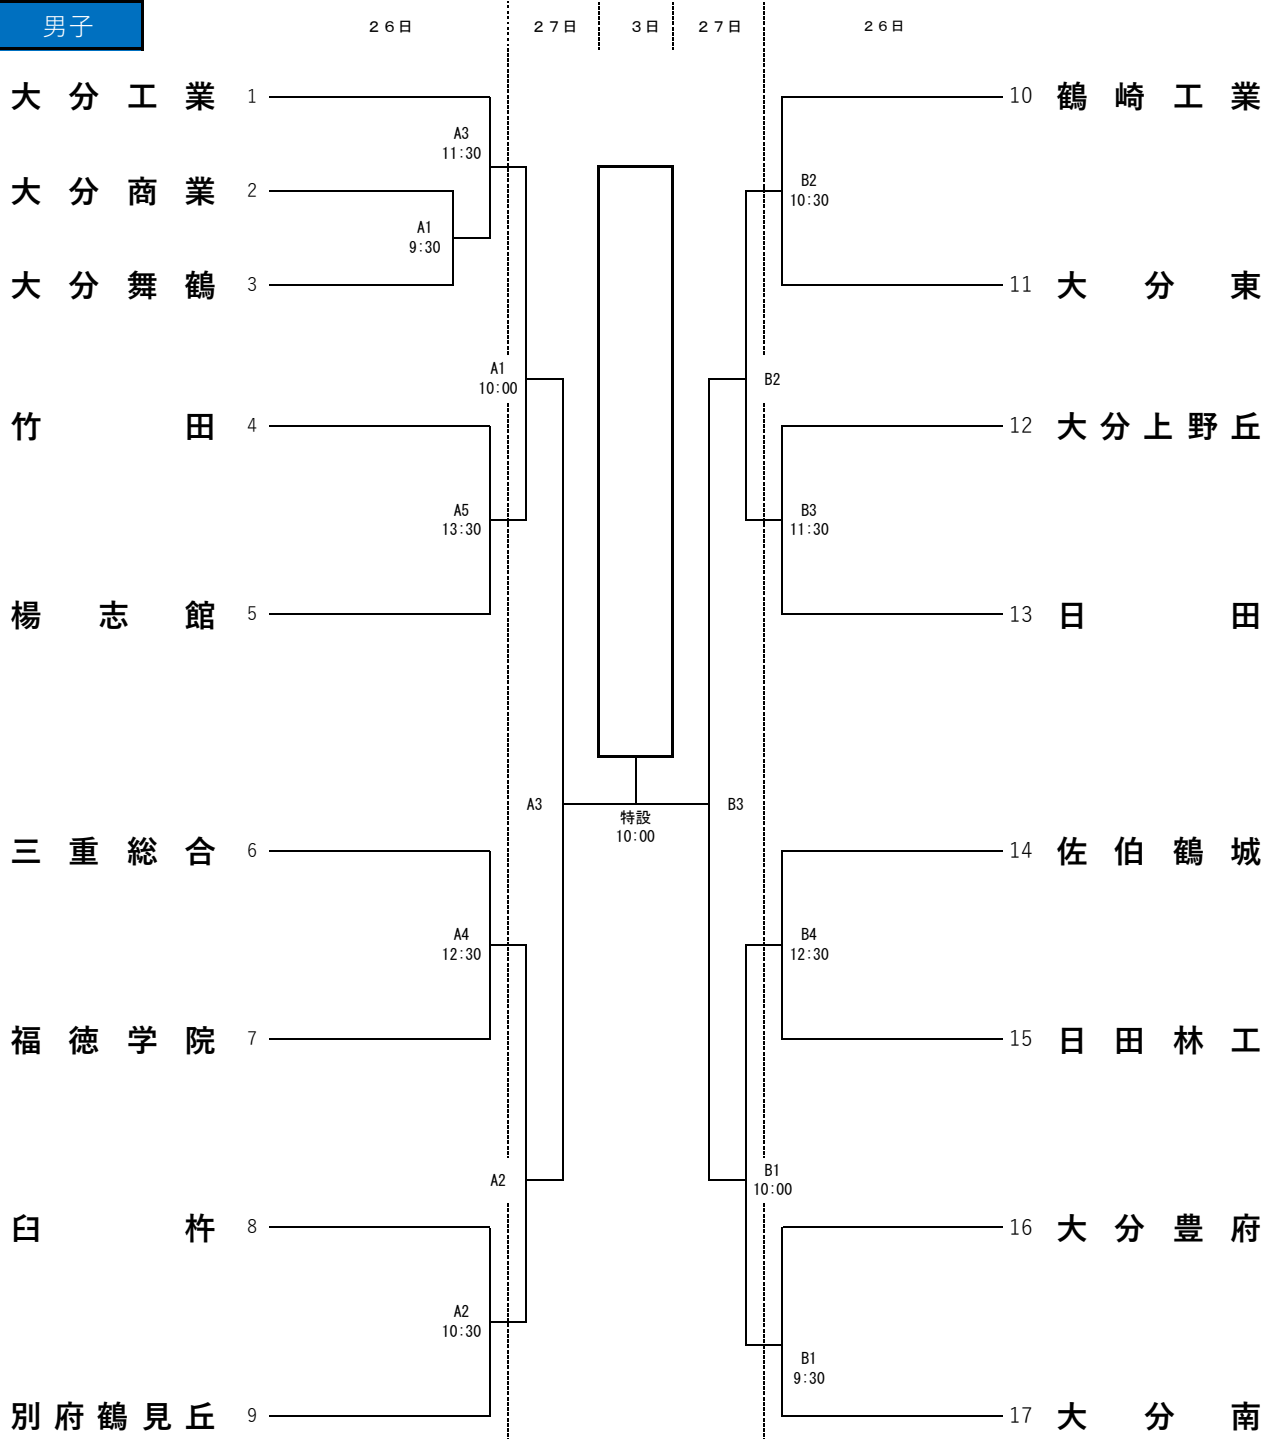 男子
２６日 ２７日 ３日 ２７日 ２６日
大分工業 1
A3
11:30
大分商業 2
A1
9:30
大分舞鶴 3
A1
10:00
竹田 4
A5
13:30
楊志館 5
A3
三重総合 6
A4
12:30
福徳学院 7
A2
臼杵 8
A2
10:30
別府鶴見丘 9
特設
10:00
10 鶴崎工業
B2
10:30
11 大分東
B2
12 大分上野丘
B3
11:30
13 日田
B3
14 佐伯鶴城
B4
12:30
15 日田林工
B1
10:00
16 大分豊府
B1
9:30
17 大分南